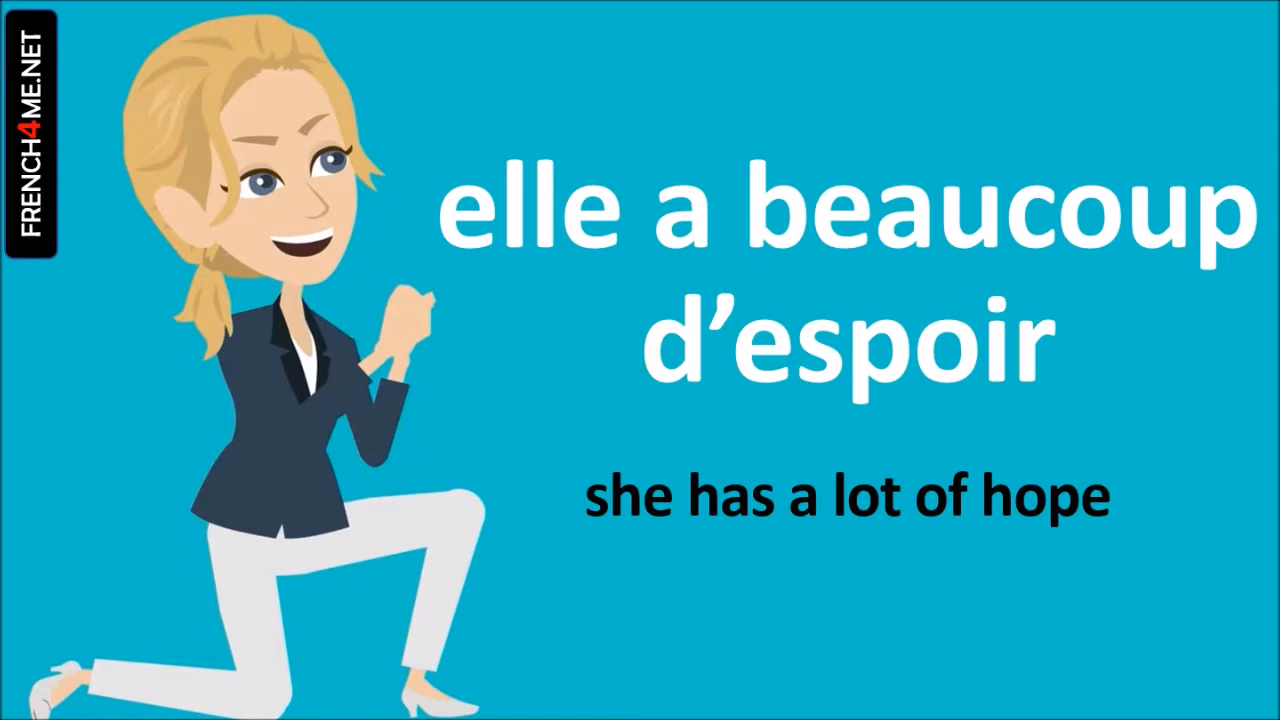 FRENCH4ME.NET
elle a beaucoup
d’espoir
she has a lot of hope